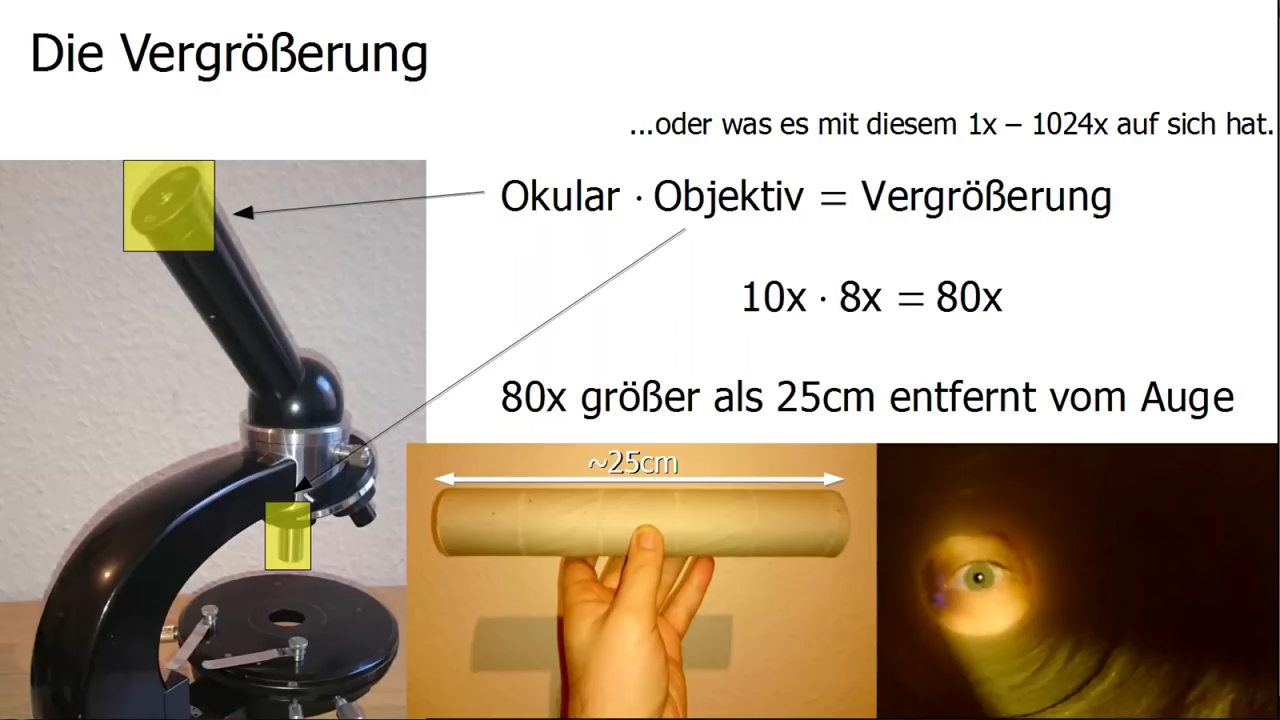 Die Vergrößerung
...oder was es mit diesem 1x – 1024x auf sich hat.
Okular · Objektiv = Vergrößerung
10x · 8x = 80x
80x größer als 25cm entfernt vom Auge
~25cm